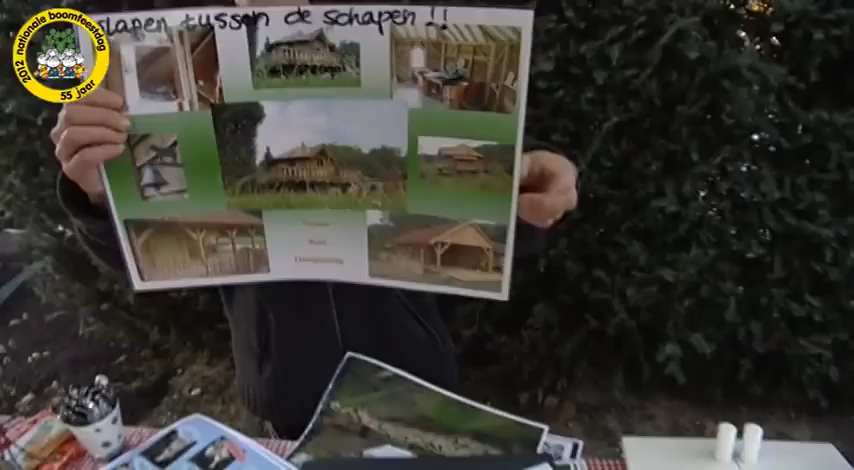 slapen tussen de schapen !!
2012 nationale boomfeestdag
55 jaar